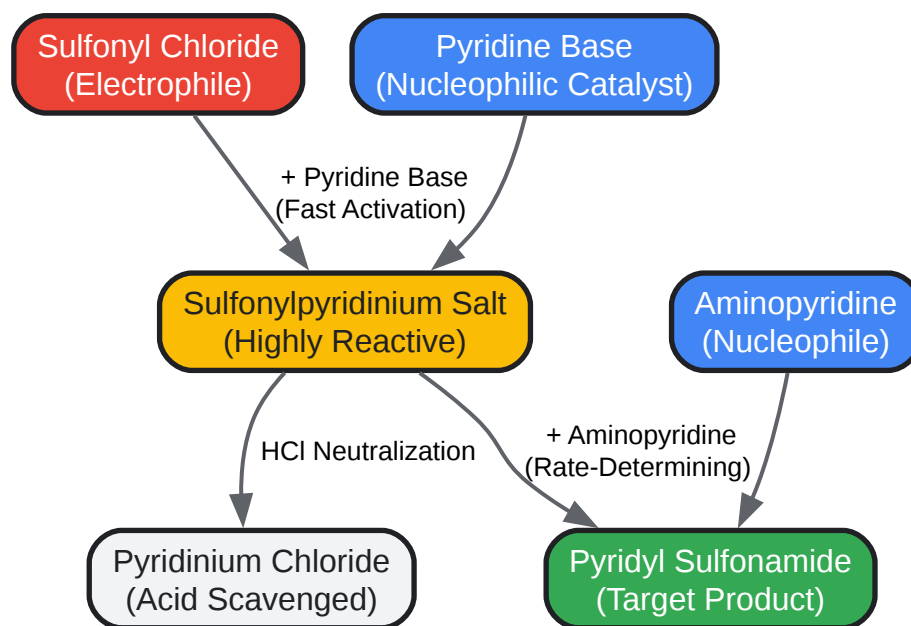 Sulfonyl Chloride
(Electrophile)
Pyridine Base
(Nucleophilic Catalyst)
+ Pyridine Base
(Fast Activation)
Sulfonylpyridinium Salt
(Highly Reactive)
Aminopyridine
(Nucleophile)
HCl Neutralization
+ Aminopyridine
(Rate-Determining)
Pyridinium Chloride
(Acid Scavenged)
Pyridyl Sulfonamide
(Target Product)